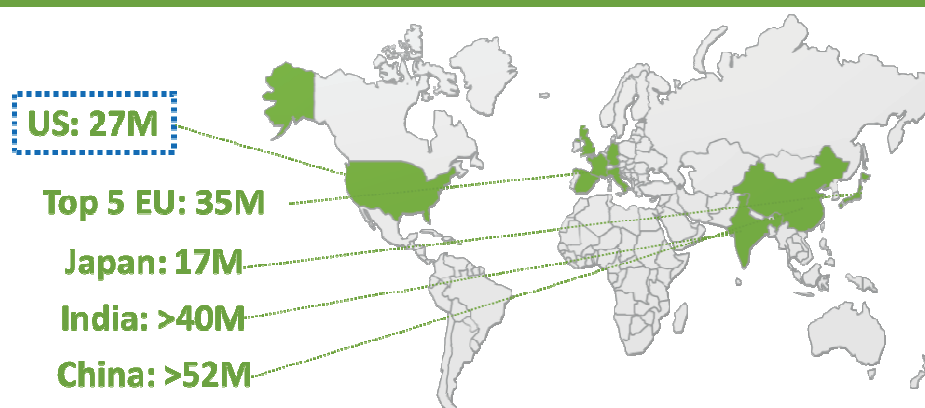 US: 27M
Top 5 EU: 35M
Japan: 17M
India: >40M
China: >52M